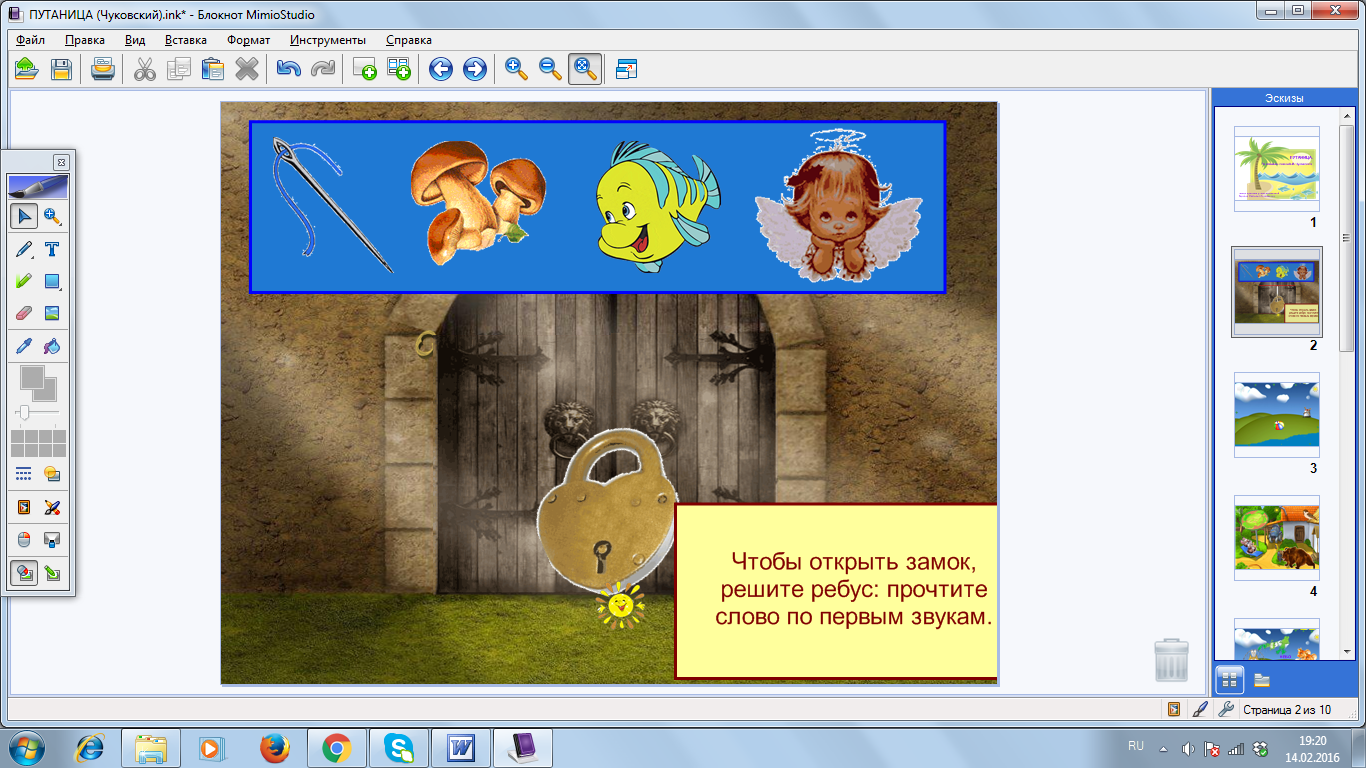 ПУТАНИЦА (Чуковский).ink* - Блокнот MimioStudio
Файл Правка Вид Вставка Формат Инструменты Справка
Эскизы
ПУТАНИЦА
1
2
3
4
Чтобы открыть замок,
решите ребус: прочтите
слово по первым звукам.
Страница 2 из 10
RU
19:20
14.02.2016